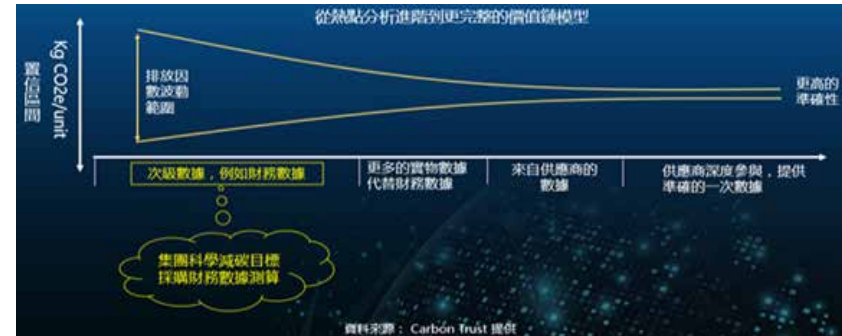 從熱點分析進階到更完整的價值鏈模型
置信區間
Kg CO2e/unit
排放因
數波動
範圍
更高的
準確性
次級數據，例如財務數據
更多的實物數據
代替財務數據
來自供應商的
數據
供應商深度參與，提供
準確的一次數據
集團科學減碳目標
採購財務數據測算
資料來源： Carbon Trust 提供